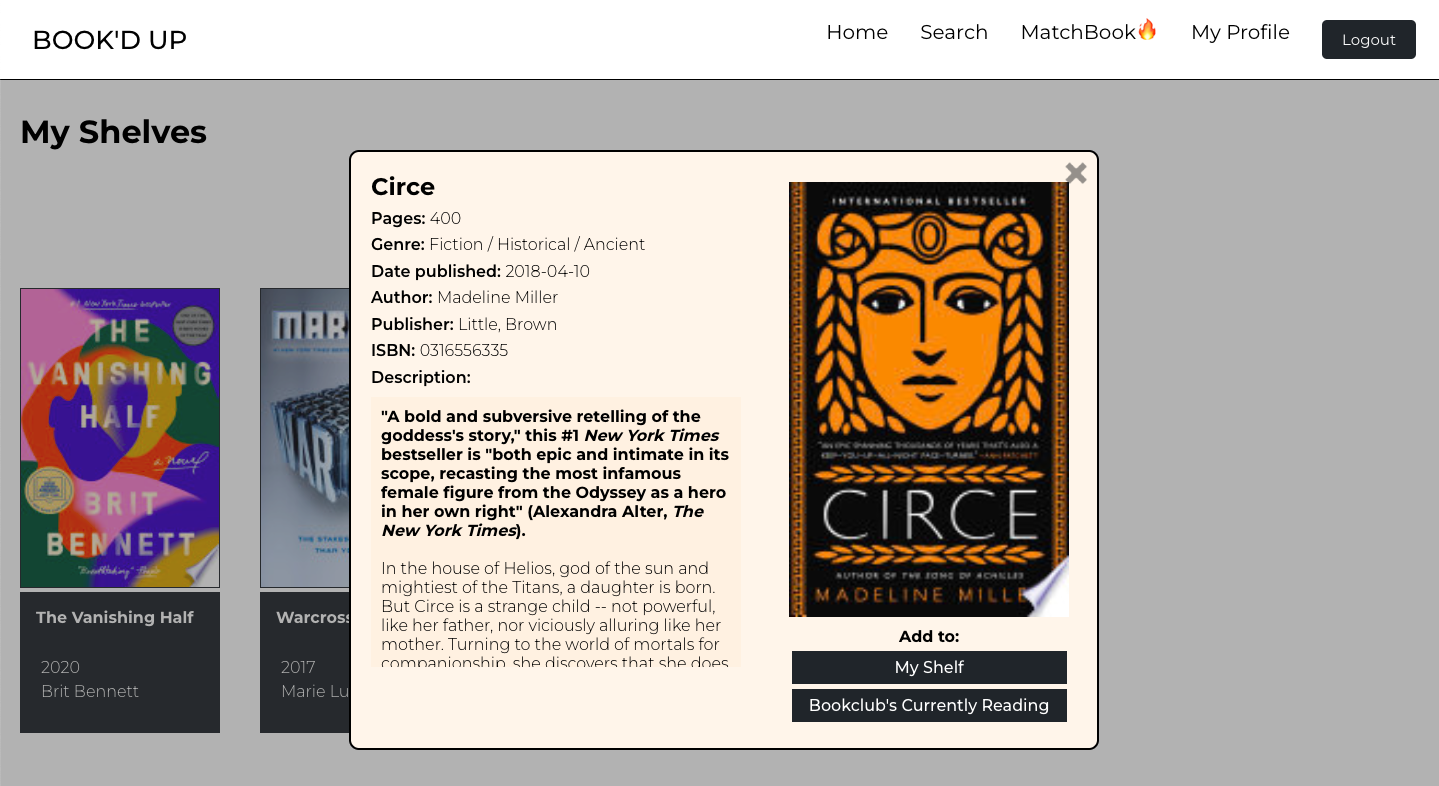 BOOK'D UP
Home
Search
MatchBook🔥
My Profile
Logout
My Shelves
Circe
Pages: 400
Genre: Fiction / Historical / Ancient
Date published: 2018-04-10
Author: Madeline Miller
Publisher: Little, Brown
ISBN: 0316556335
Description:
"A bold and subversive retelling of the
goddess's story," this #1 New York Times
bestseller is "both epic and intimate in its
scope, recasting the most infamous
female figure from the Odyssey as a hero
in her own right" (Alexandra Alter, The
New York Times).
In the house of Helios, god of the sun and
mightiest of the Titans, a daughter is born.
But Circe is a strange child -- not powerful,
like her father, nor viciously alluring like her
mother. Turning to the world of mortals for
companionship, she discovers that she does
INTERNATIONAL BESTSELLER
"AN EPIC SPANNING THOUSANDS OF YEARS THAT'S ALSO A
KEEP-YOU-UP-ALL-NIGHT PAGE-TURNER." —ANN PATCHETT
CIRCE
AUTHOR OF THE SONG OF ACHILLES
MADELINE MILLE
Add to:
My Shelf
Bookclub's Currently Reading
#1 New York Times bestseller
THE
VANISHING
HALF
a novel
BRIT
BENNETT
"Breathtaking" People
The Vanishing Half
2020
Brit Bennett
MAR
WAR
THE STAKES
THAN
Warcross
2017
Marie Lu